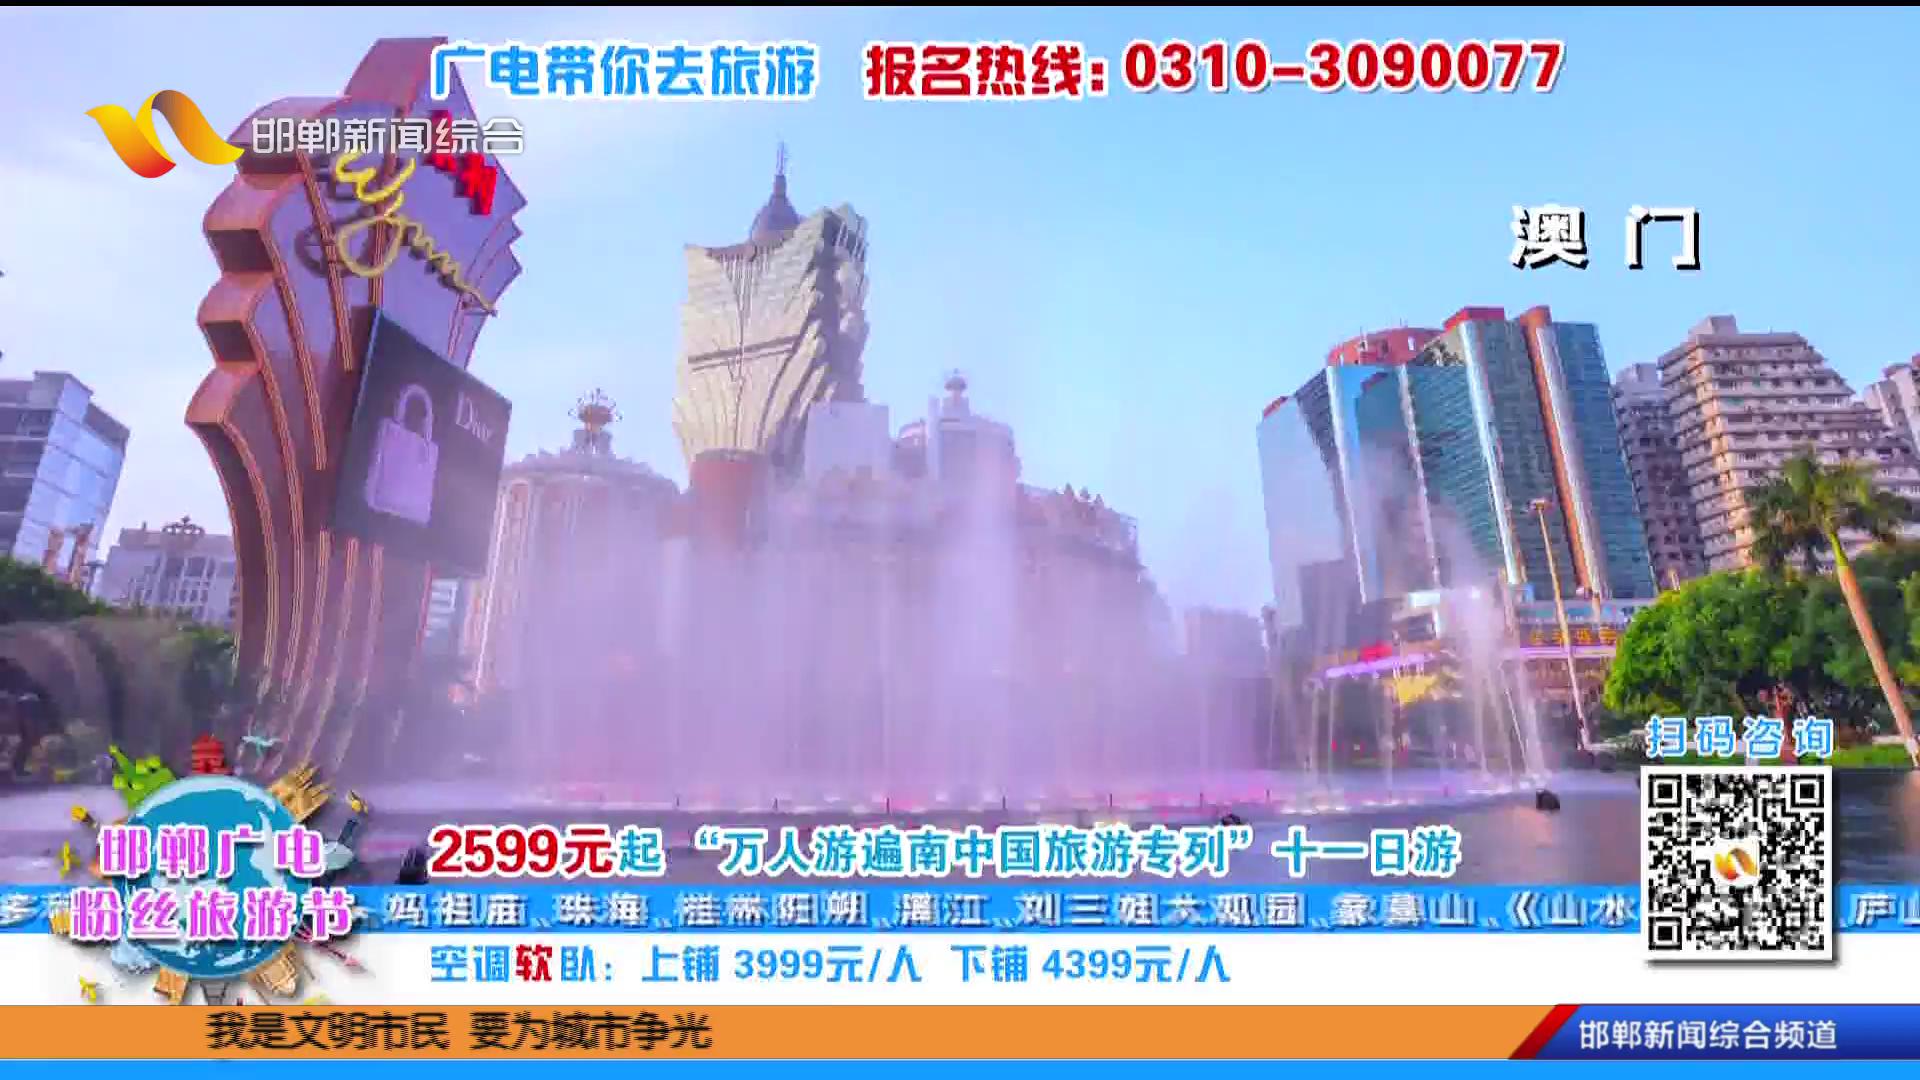 广电带你去旅游 报名热线:0310-3090077
邯郸新闻综合
澳门
Dior
扫码咨询
2599元起 “万人游遍南中国旅游专列”十一日游
邯郸广电
粉丝旅游节
妈祖庙、珠海、桂林阳朔、漓江、刘三姐大观园、象鼻山、《山水
庐山
空调软卧:上铺 3999元/人 下铺 4399元/人
我是文明市民 要为城市争光
邯郸新闻综合频道